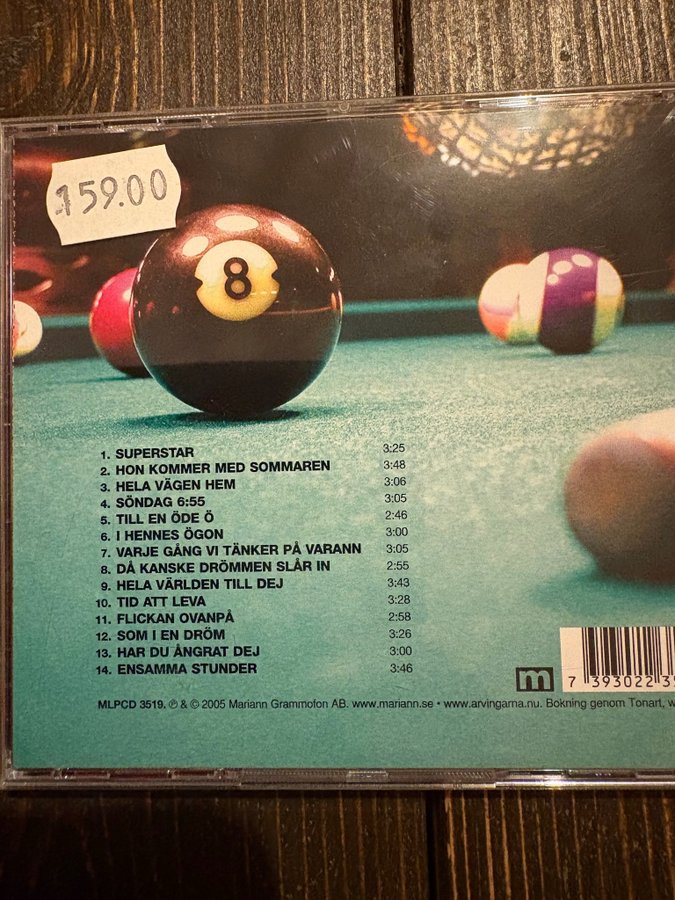 159.00
8
1. SUPERSTAR 3:25
2. HON KOMMER MED SOMMAREN 3:48
3. HELA VÄGEN HEM 3:06
4. SÖNDAG 6:55 3:05
5. TILL EN ÖDE Ö 2:46
6. I HENNES ÖGON 3:00
7. VARJE GÅNG VI TÄNKER PÅ VARANN 3:05
8. DÅ KANSKE DRÖMMEN SLÅR IN 2:55
9. HELA VÄRLDEN TILL DEJ 3:43
10. TID ATT LEVA 3:28
11. FLICKAN OVANPÅ 2:58
12. SOM I EN DRÖM 3:26
13. HAR DU ÅNGRAT DEJ 3:00
14. ENSAMMA STUNDER 3:46
m
7 393022 35
MLPCD 3519. ℗ & © 2005 Mariann Grammofon AB. www.mariann.se • www.arvingarna.nu. Bokning genom Tonart, w